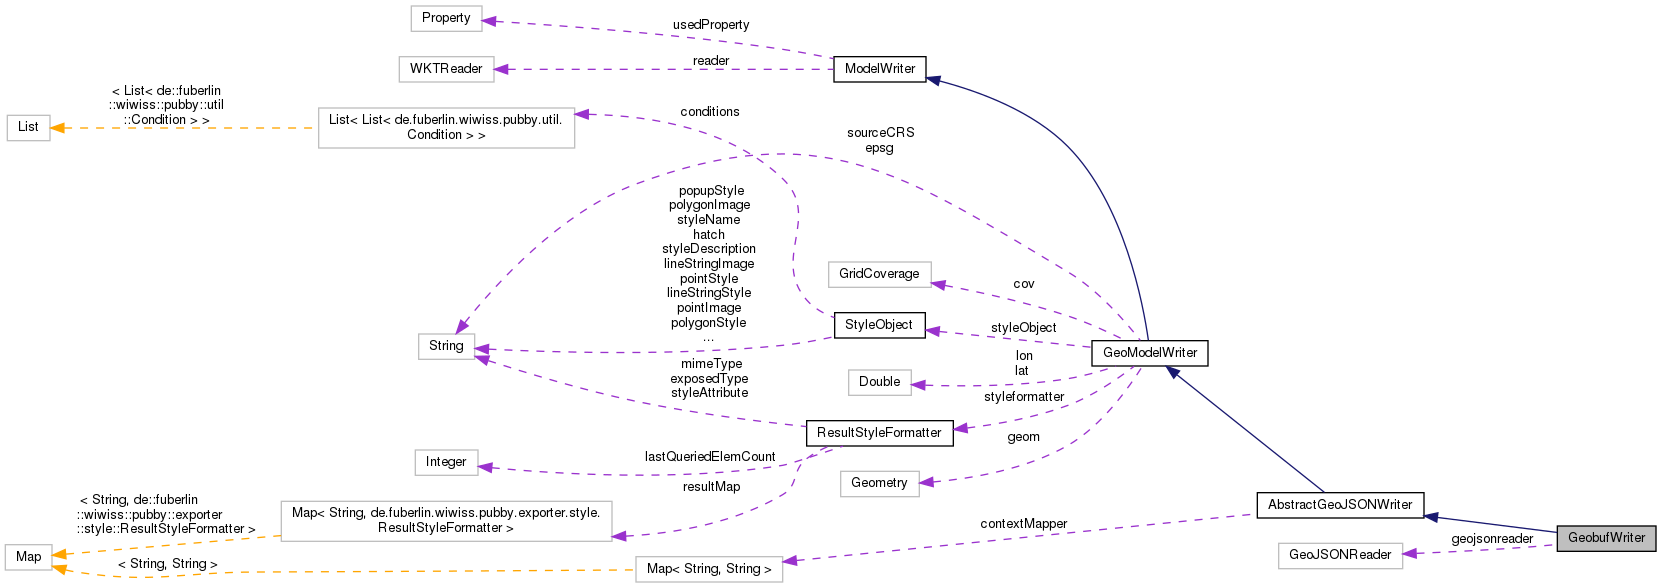 Property
usedProperty
WKTReader
reader
ModelWriter
< List< de::fuberlin
::wiwiss::pubby::util
::Condition > >
List
List< List< de.fuberlin.wiwiss.pubby.util.
Condition > >
conditions
sourceCRS
epsg
popupStyle
polygonImage
styleName
hatch
styleDescription
lineStringImage
pointStyle
lineStringStyle
pointImage
polygonStyle
...
GridCoverage
cov
StyleObject
styleObject
String
GeoModelWriter
lon
lat
Double
mimeType
exposedType
styleAttribute
styleformatter
ResultStyleFormatter
geom
Integer
lastQueriedElemCount
Geometry
resultMap
< String, de::fuberlin
::wiwiss::pubby::exporter
::style::ResultStyleFormatter >
Map< String, de.fuberlin.wiwiss.pubby.exporter.style.
ResultStyleFormatter >
AbstractGeoJSONWriter
contextMapper
GeobufWriter
geojsonreader
GeoJSONReader
Map
< String, String >
Map< String, String >